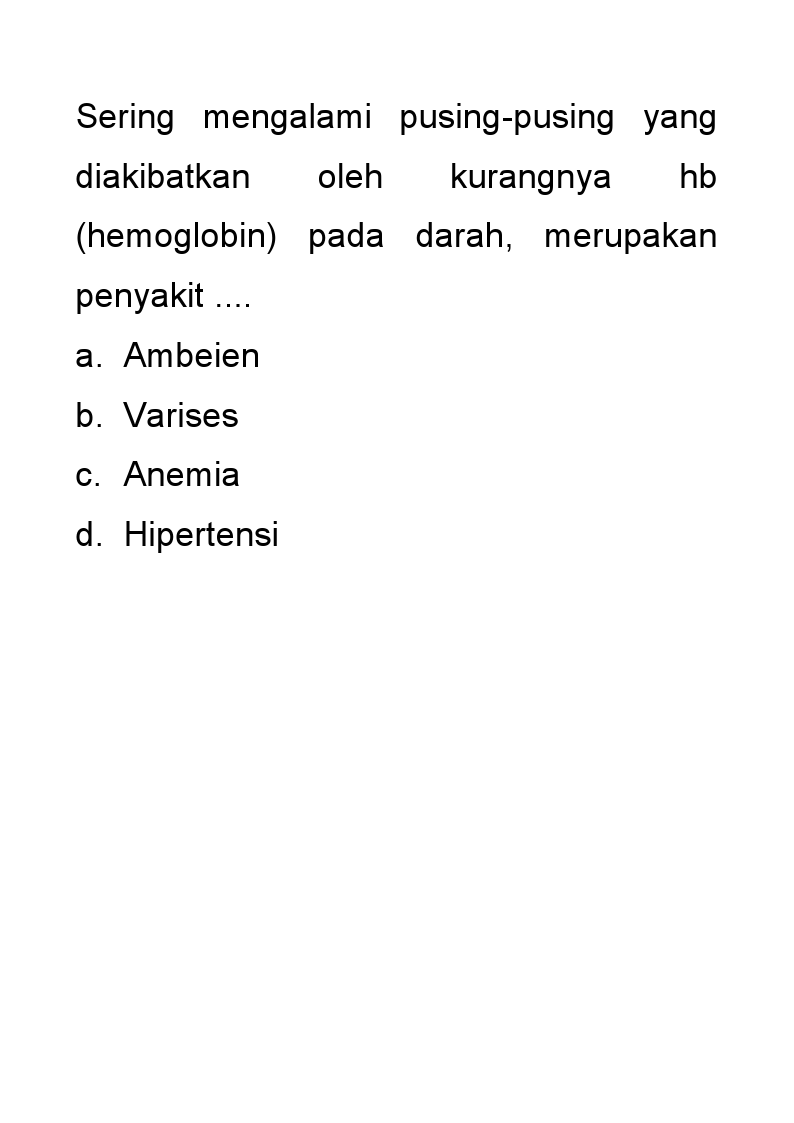 Sering mengalami pusing-pusing yang
diakibatkan oleh kurangnya hb
(hemoglobin) pada darah, merupakan
penyakit ....
a. Ambeien
b. Varises
c. Anemia
d. Hipertensi